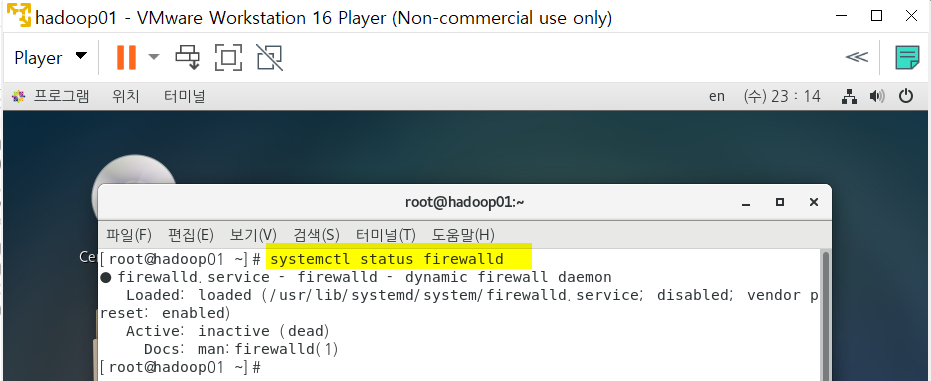 hadoop01 - VMware Workstation 16 Player (Non-commercial use only)
Player
프로그램 위치 터미널 en (수) 23 : 14
root@hadoop01:~
파일(F) 편집(E) 보기(V) 검색(S) 터미널(T) 도움말(H)
Ce
[root@hadoop01 ~]# systemctl status firewalld
● firewalld.service - firewalld - dynamic firewall daemon
Loaded: loaded (/usr/lib/systemd/system/firewalld.service; disabled; vendor p
reset: enabled)
Active: inactive (dead)
Docs: man:firewalld(1)
[root@hadoop01 ~]#